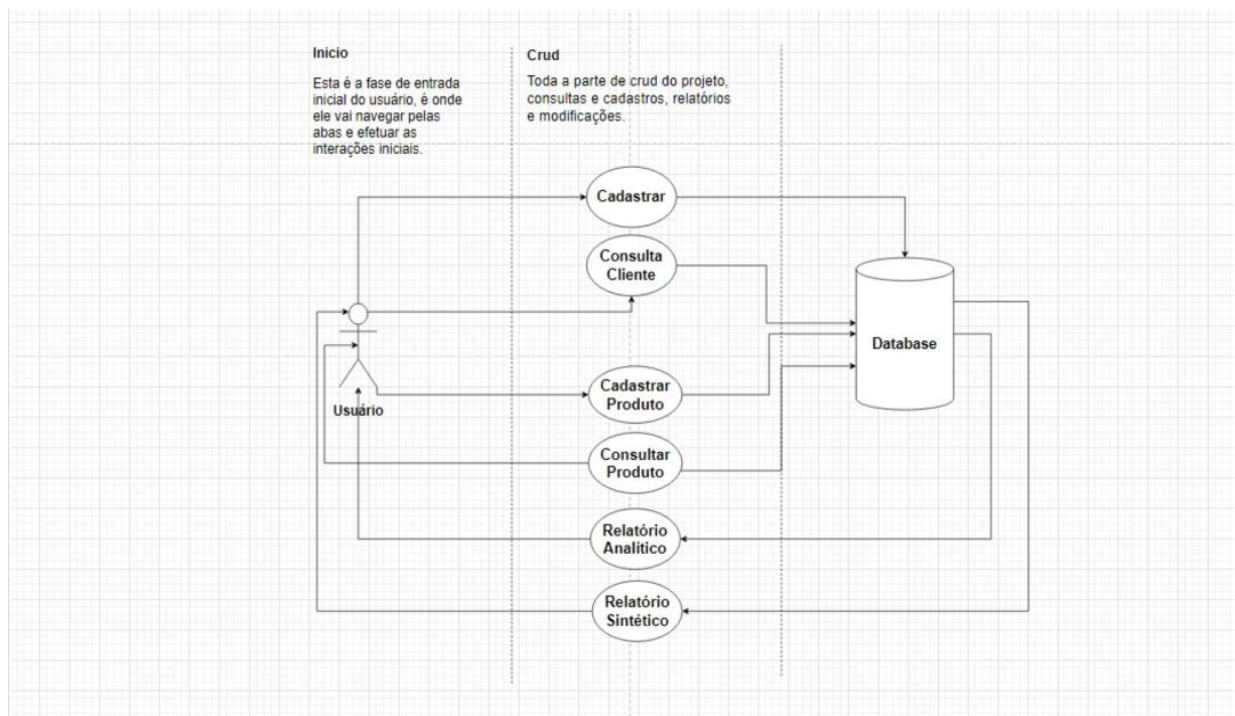 Inicio
Esta é a fase de entrada
inicial do usuário, é onde
ele vai navegar pelas
abas e efetuar as
interações iniciais.
Crud
Toda a parte de crud do projeto,
consultas e cadastros, relatórios
e modificações.
Cadastrar
Consulta
Cliente
Database
Cadastrar
Produto
Usuário
Consultar
Produto
Relatório
Analítico
Relatório
Sintético